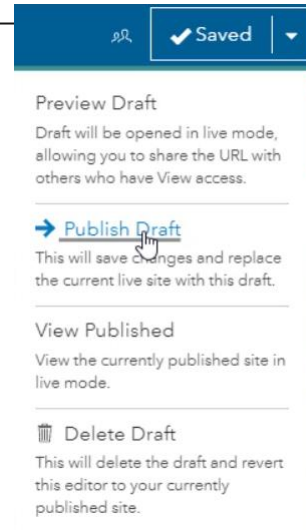 Saved
Preview Draft
Draft will be opened in live mode,
allowing you to share the URL with
others who have View access.
Publish Draft
This will save changes and replace
the current live site with this draft.
View Published
View the currently published site in
live mode.
Delete Draft
This will delete the draft and revert
this editor to your currently
published site.